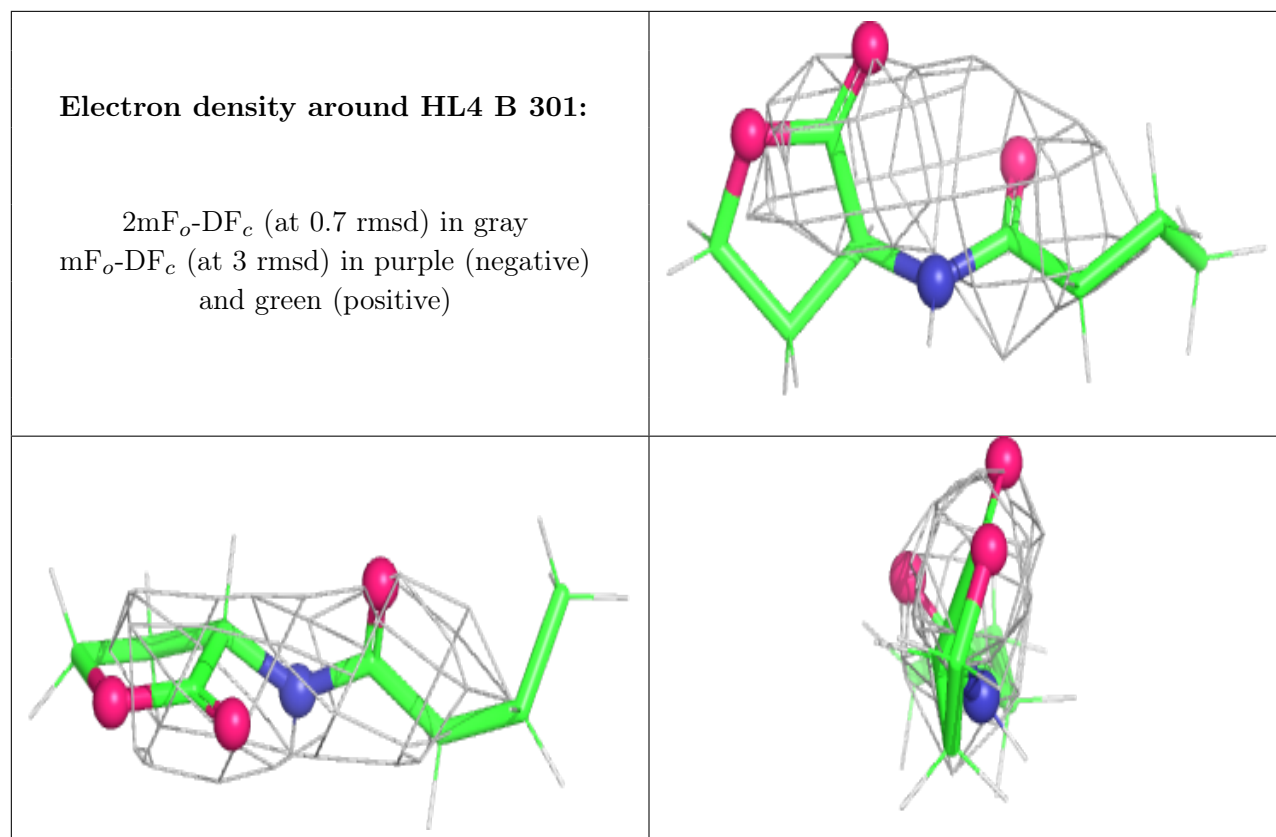 Electron density around HL4 B 301:
2mFo-DFc (at 0.7 rmsd) in gray
mFo-DFc (at 3 rmsd) in purple (negative)
and green (positive)